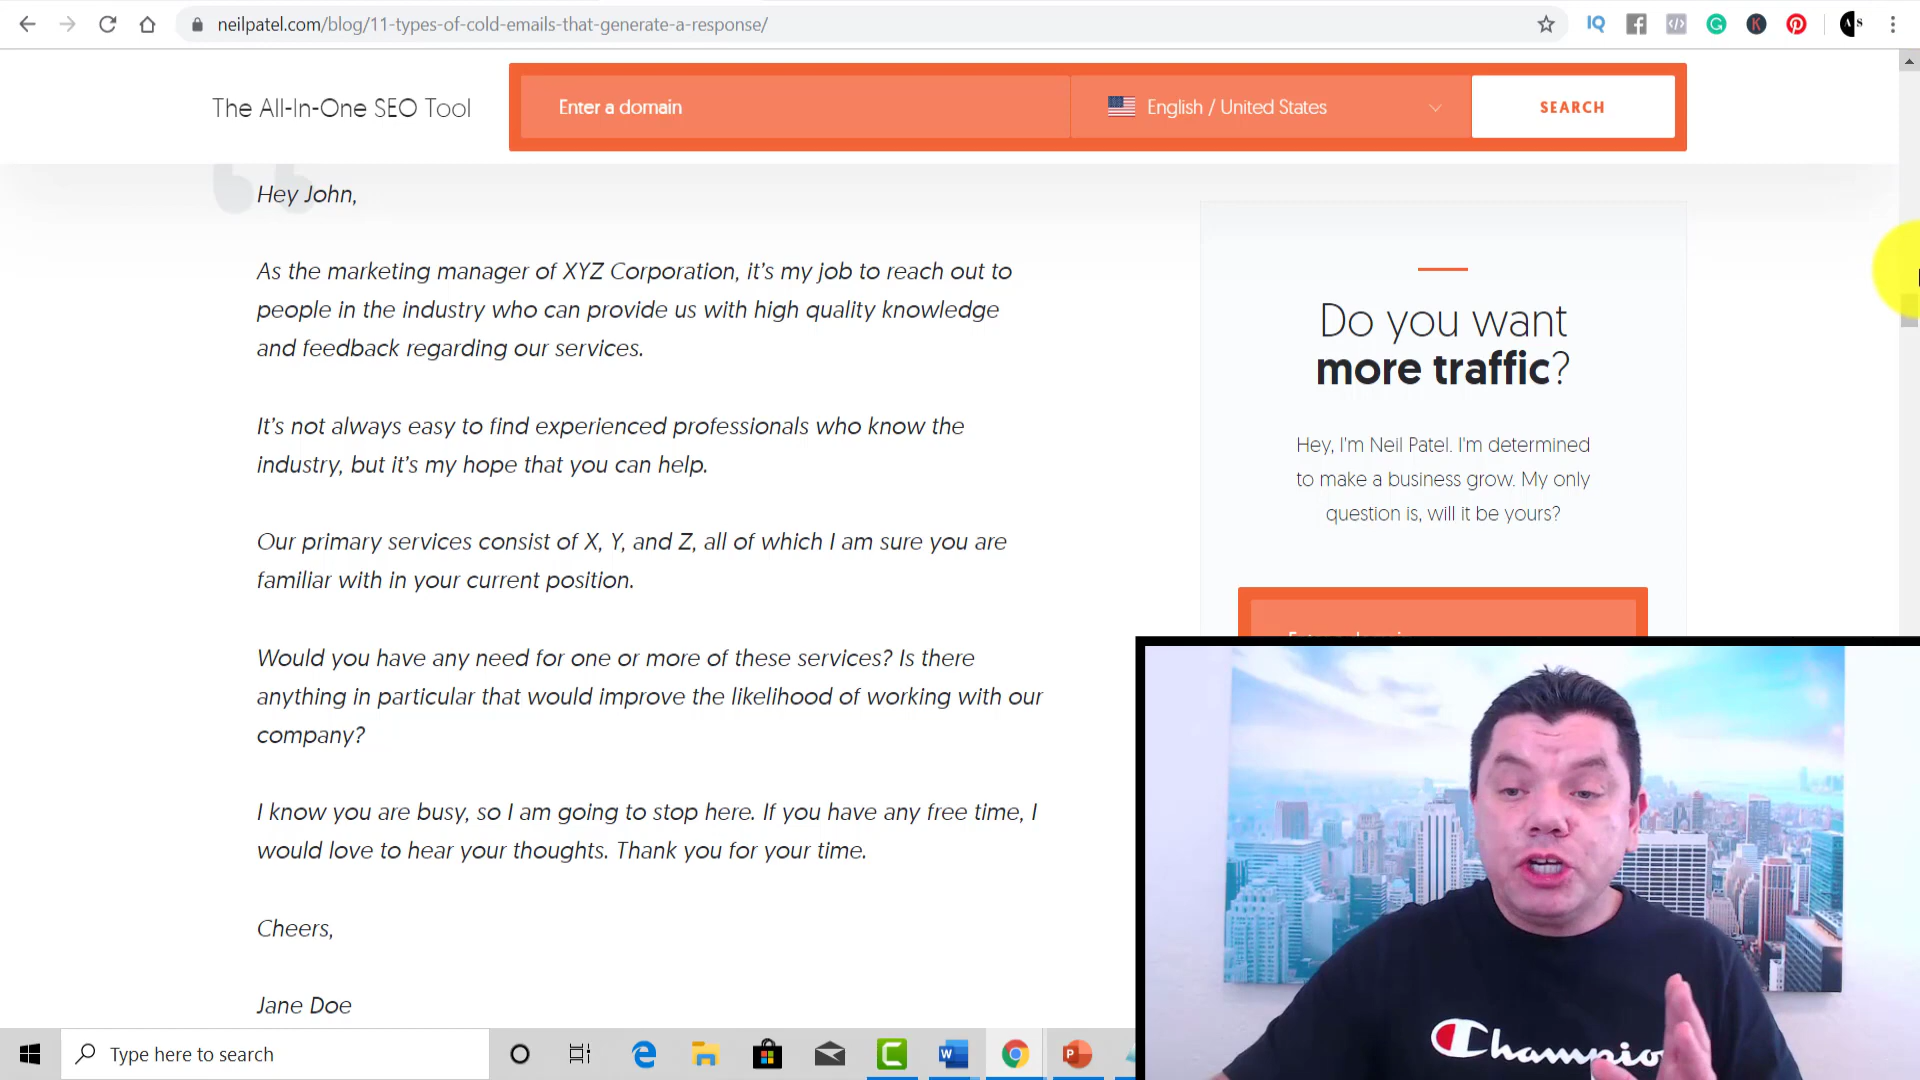 neilpatel.com/blog/11-types-of-cold-emails-that-generate-a-response/
The All-In-One SEO Tool
Enter a domain
English / United States
SEARCH
Hey John,
As the marketing manager of XYZ Corporation, it's my job to reach out to
people in the industry who can provide us with high quality knowledge
and feedback regarding our services.
It's not always easy to find experienced professionals who know the
industry, but it's my hope that you can help.
Our primary services consist of X, Y, and Z, all of which I am sure you are
familiar with in your current position.
Would you have any need for one or more of these services? Is there
anything in particular that would improve the likelihood of working with our
company?
I know you are busy, so I am going to stop here. If you have any free time, I
would love to hear your thoughts. Thank you for your time.
Cheers,
Jane Doe
Do you want
more traffic?
Hey, I'm Neil Patel. I'm determined
to make a business grow. My only
question is, will it be yours?
Champio
Type here to search